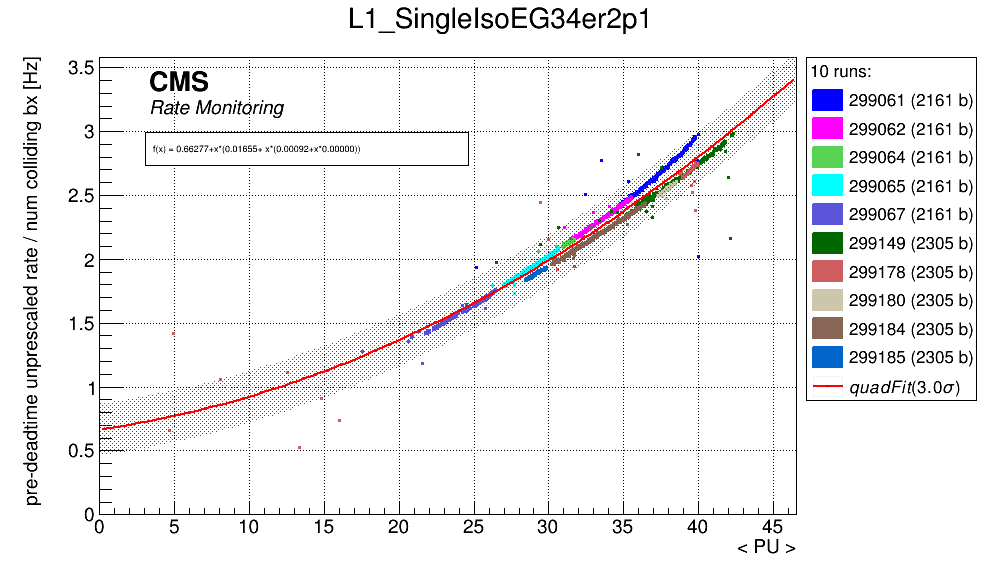 L1_SingleIsoEG34er2p1
pre-deadtime unprescaled rate / num colliding bx [Hz]
CMS
Rate Monitoring
f(x) = 0.66277+x*(0.01655+ x*(0.00092+x*0.00000))
3.5
3
2.5
2
1.5
1
0.5
0
0 5 10 15 20 25 30 35 40 45
< PU >
10 runs:
299061 (2161 b)
299062 (2161 b)
299064 (2161 b)
299065 (2161 b)
299067 (2161 b)
299149 (2305 b)
299178 (2305 b)
299180 (2305 b)
299184 (2305 b)
299185 (2305 b)
quadFit(3.0σ)